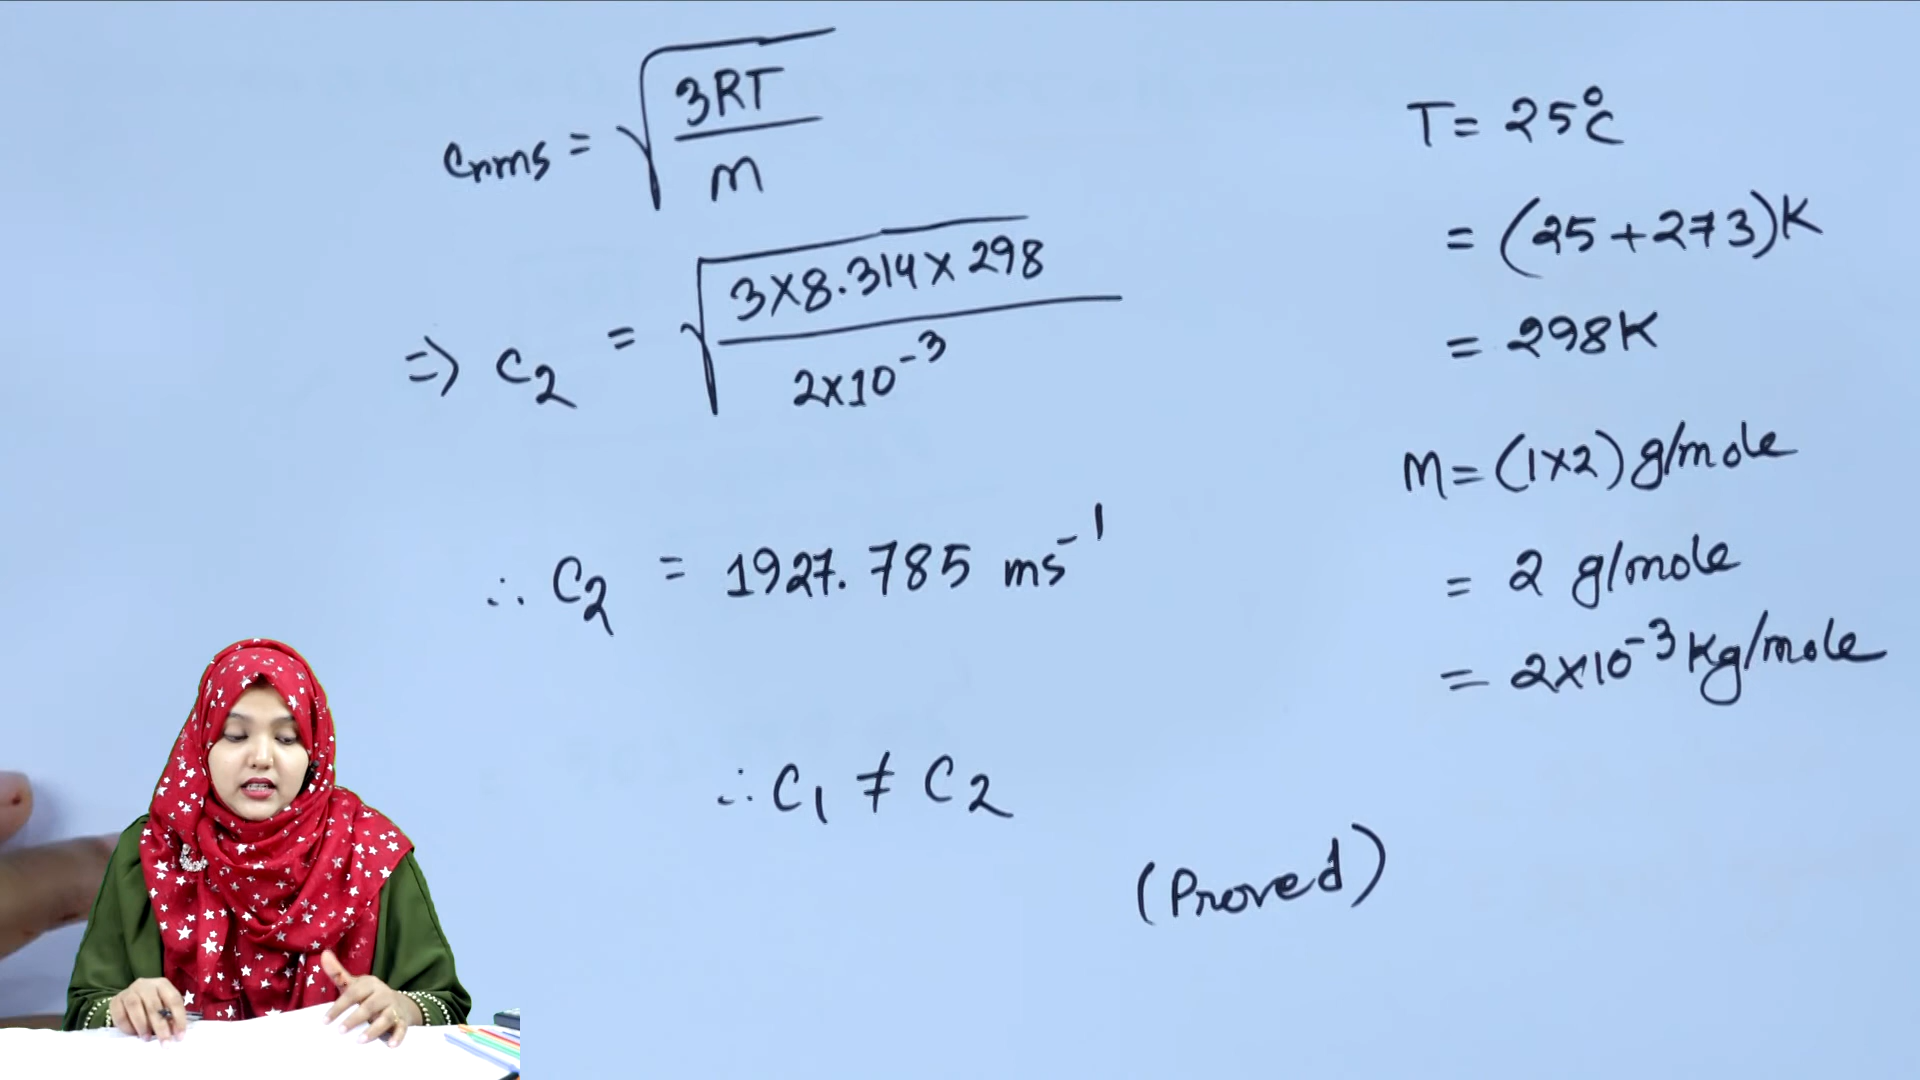 Crms = √(3RT/M)
T = 25°C
= (25+273)K
⇒ C₂ = √(3×8.314×298/2×10⁻³)
= 298K
M = (1×2) g/mole
∴ C₂ = 1927.785 ms⁻¹
= 2 g/mole
= 2×10⁻³ Kg/mole
∴ C₁ ≠ C₂
(Proved)